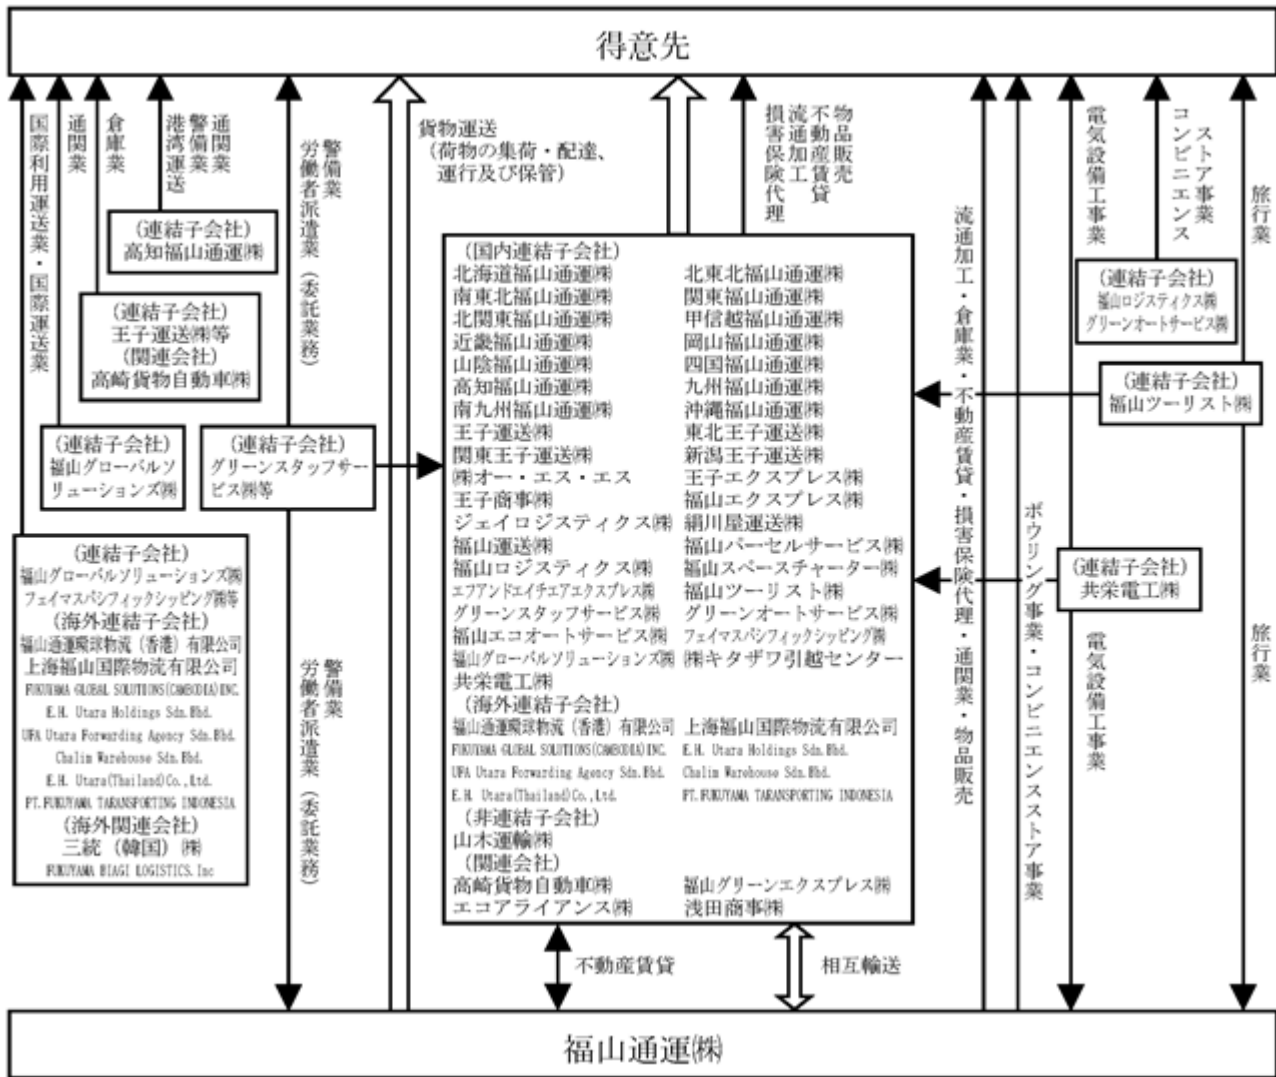 得意先
国際利用運送業・国際運送業
通関業
倉庫業
通関業
警備業
港湾運送
警備業
労働者派遣業（委託業務）
貨物運送
（荷物の集荷・配達、
運行及び保管）
物品販売
不動産賃貸
流通加工
損害保険代理
流通加工・倉庫業・不動産賃貸・損害保険代理・通関業・物品販売
ボウリング事業・コンビニエンスストア事業
電気設備工事業
コンビニエンス
ストア事業
旅行業
（連結子会社）
高知福山通運㈱
（連結子会社）
王子運送㈱等
（関連会社）
高崎貨物自動車㈱
（連結子会社）
福山グローバルソ
リューションズ㈱
（連結子会社）
グリーンスタッフサー
ビス㈱等
（連結子会社）
福山グローバルソリューションズ㈱
フェイマスパシフィックシッピング㈱等
（海外連結子会社）
福山通運環球物流（香港）有限公司
上海福山国際物流有限公司
FUKUYAMA GLOBAL SOLUTIONS(CAMBODIA)INC.
E.H. Utara Holdings Sdn.Bhd.
UFA Utara Forwarding Agency Sdn.Bhd.
Chalim Warehouse Sdn.Bhd.
E.H. Utara(Thailand)Co.,Ltd.
PT.FUKUYAMA TARANSPORTING INDONESIA
（海外関連会社）
三統（韓国）㈱
FUKUYAMA BIAGI LOGISTICS.Inc
警備業
労働者派遣業（委託業務）
（国内連結子会社）
北海道福山通運㈱ 北東北福山通運㈱
南東北福山通運㈱ 関東福山通運㈱
北関東福山通運㈱ 甲信越福山通運㈱
近畿福山通運㈱ 岡山福山通運㈱
山陰福山通運㈱ 四国福山通運㈱
高知福山通運㈱ 九州福山通運㈱
南九州福山通運㈱ 沖縄福山通運㈱
王子運送㈱ 東北王子運送㈱
関東王子運送㈱ 新潟王子運送㈱
㈱オー・エス・エス 王子エクスプレス㈱
王子商事㈱ 福山エクスプレス㈱
ジェイロジスティクス㈱ 絹川屋運送㈱
福山運送㈱ 福山パーセルサービス㈱
福山ロジスティクス㈱ 福山スペースチャーター㈱
エフアンドエイチエアエクスプレス㈱ 福山ツーリスト㈱
グリーンスタッフサービス㈱ グリーンオートサービス㈱
福山エコオートサービス㈱ フェイマスパシフィックシッピング㈱
福山グローバルソリューションズ㈱ ㈱キタザワ引越センター
共栄電工㈱
（海外連結子会社）
福山通運環球物流（香港）有限公司 上海福山国際物流有限公司
FUKUYAMA GLOBAL SOLUTIONS(CAMBODIA)INC. E.H. Utara Holdings Sdn.Bhd.
UFA Utara Forwarding Agency Sdn.Bhd. Chalim Warehouse Sdn.Bhd.
E.H. Utara(Thailand)Co.,Ltd. PT.FUKUYAMA TARANSPORTING INDONESIA
（非連結子会社）
山木運輸㈱
（関連会社）
高崎貨物自動車㈱ 福山グリーンエクスプレス㈱
エコアライアンス㈱ 浅田商事㈱
（連結子会社）
福山ロジスティクス㈱
グリーンオートサービス㈱
（連結子会社）
福山ツーリスト㈱
（連結子会社）
共栄電工㈱
電気設備工事業
旅行業
不動産賃貸
相互輸送
福山通運㈱